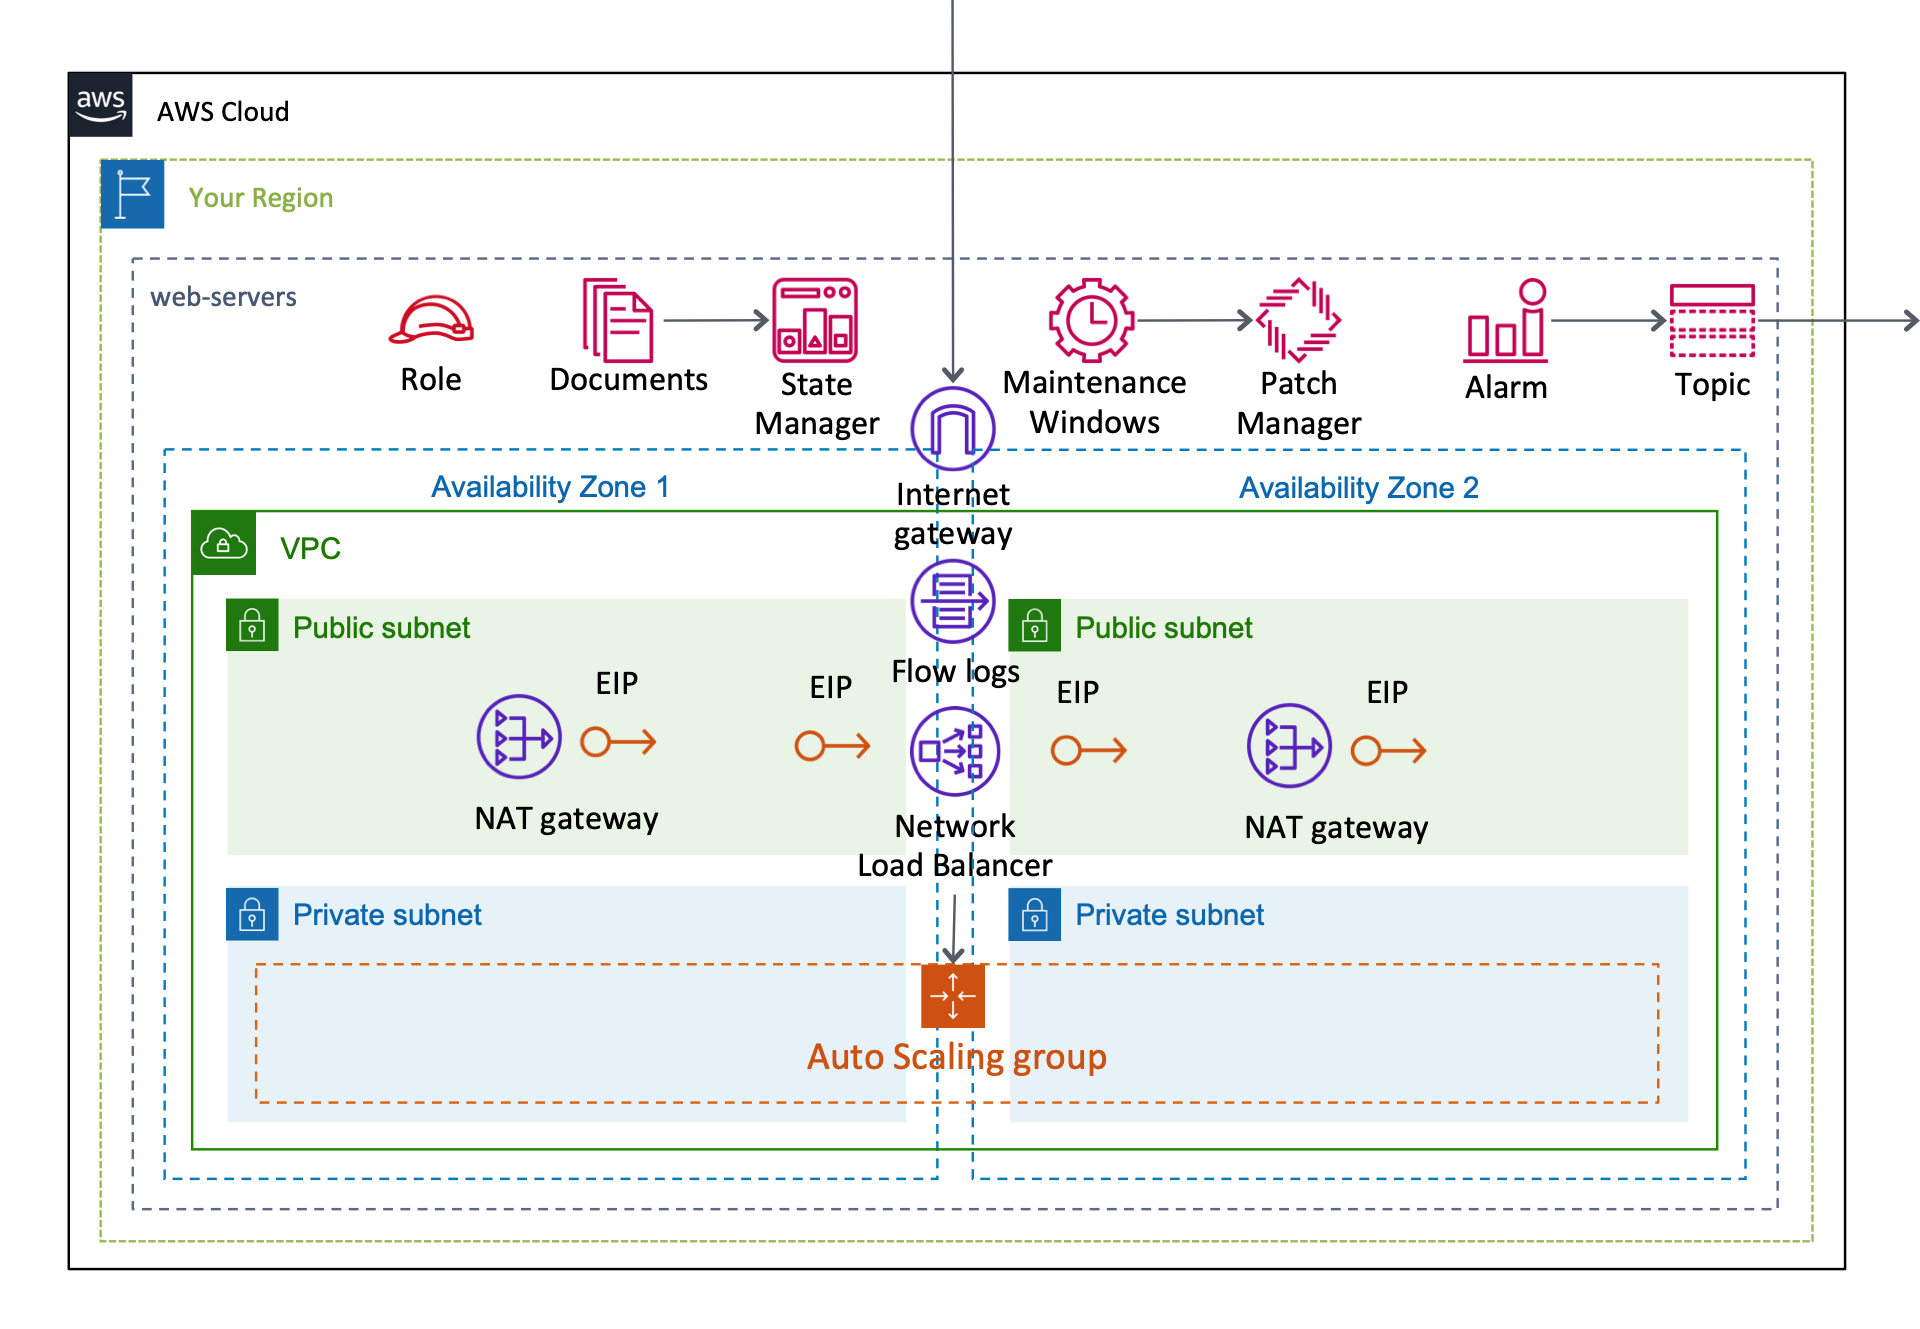 aws
AWS Cloud
Your Region
web-servers
Role
Documents
State
Manager
Maintenance
Windows
Patch
Manager
Alarm
Topic
Availability Zone 1
Internet
gateway
Availability Zone 2
VPC
Public subnet
Flow logs
Public subnet
EIP
EIP
EIP
EIP
NAT gateway
Network
Load Balancer
NAT gateway
Private subnet
Private subnet
Auto Scaling group